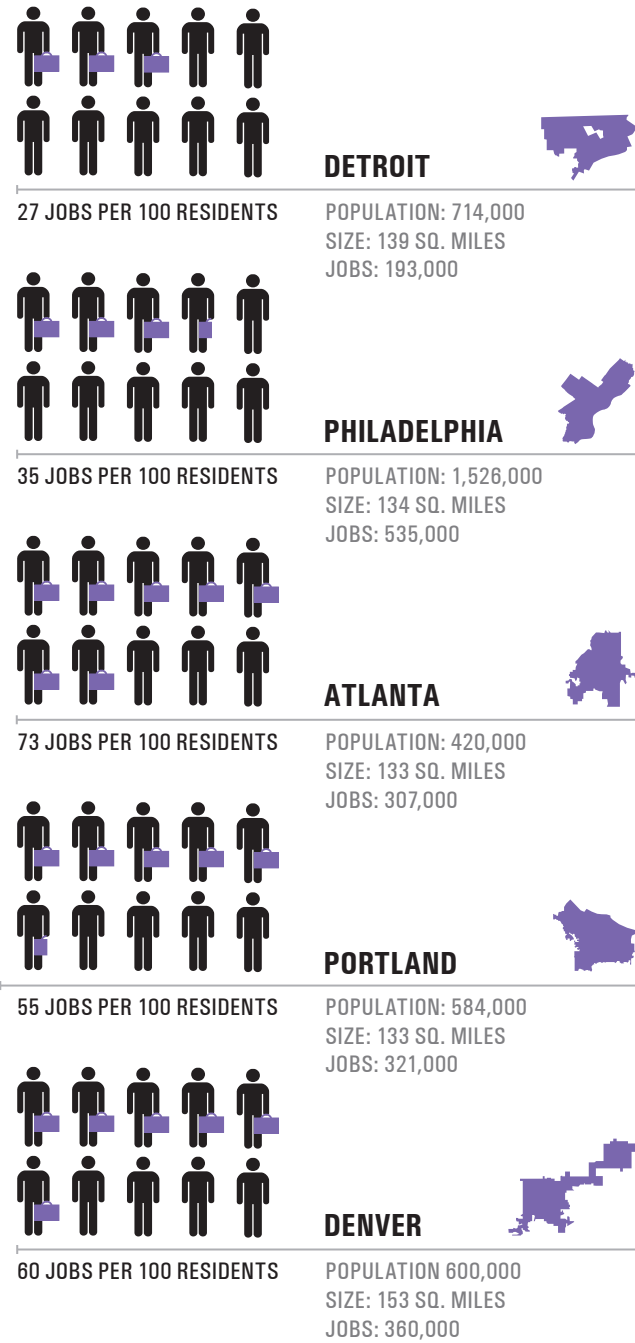 DETROIT
27 JOBS PER 100 RESIDENTS
POPULATION: 714,000
SIZE: 139 SQ. MILES
JOBS: 193,000
PHILADELPHIA
35 JOBS PER 100 RESIDENTS
POPULATION: 1,526,000
SIZE: 134 SQ. MILES
JOBS: 535,000
ATLANTA
73 JOBS PER 100 RESIDENTS
POPULATION: 420,000
SIZE: 133 SQ. MILES
JOBS: 307,000
PORTLAND
55 JOBS PER 100 RESIDENTS
POPULATION: 584,000
SIZE: 133 SQ. MILES
JOBS: 321,000
DENVER
60 JOBS PER 100 RESIDENTS
POPULATION 600,000
SIZE: 153 SQ. MILES
JOBS: 360,000